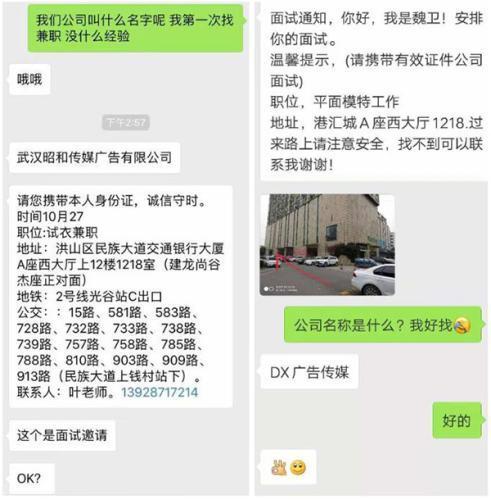 我们公司叫什么名字呢 我第一次找
兼职 没什么经验
哦哦
下午2:57
武汉昭和传媒广告有限公司
请您携带本人身份证，诚信守时。
时间10月27
职位:试衣兼职
地址：洪山区民族大道交通银行大厦
A座西大厅上12楼1218室（建龙尚谷
杰座正对面）
地铁：2号线光谷站C出口
公交：：15路、581路、583路、
728路、732路、733路、738路、
739路、757路、758路、785路、
788路、810路、903路、909路、
913路（民族大道上钱村站下）。
联系人：叶老师。13928717214
这个是面试邀请
OK?
面试通知，你好，我是魏卫！安排
你的面试。
温馨提示，(请携带有效证件公司
面试)
职位，平面模特工作
地址，港汇城A座西大厅1218.过
来路上请注意安全，找不到可以联
系我谢谢！
公司名称是什么？我好找
DX 广告传媒
好的